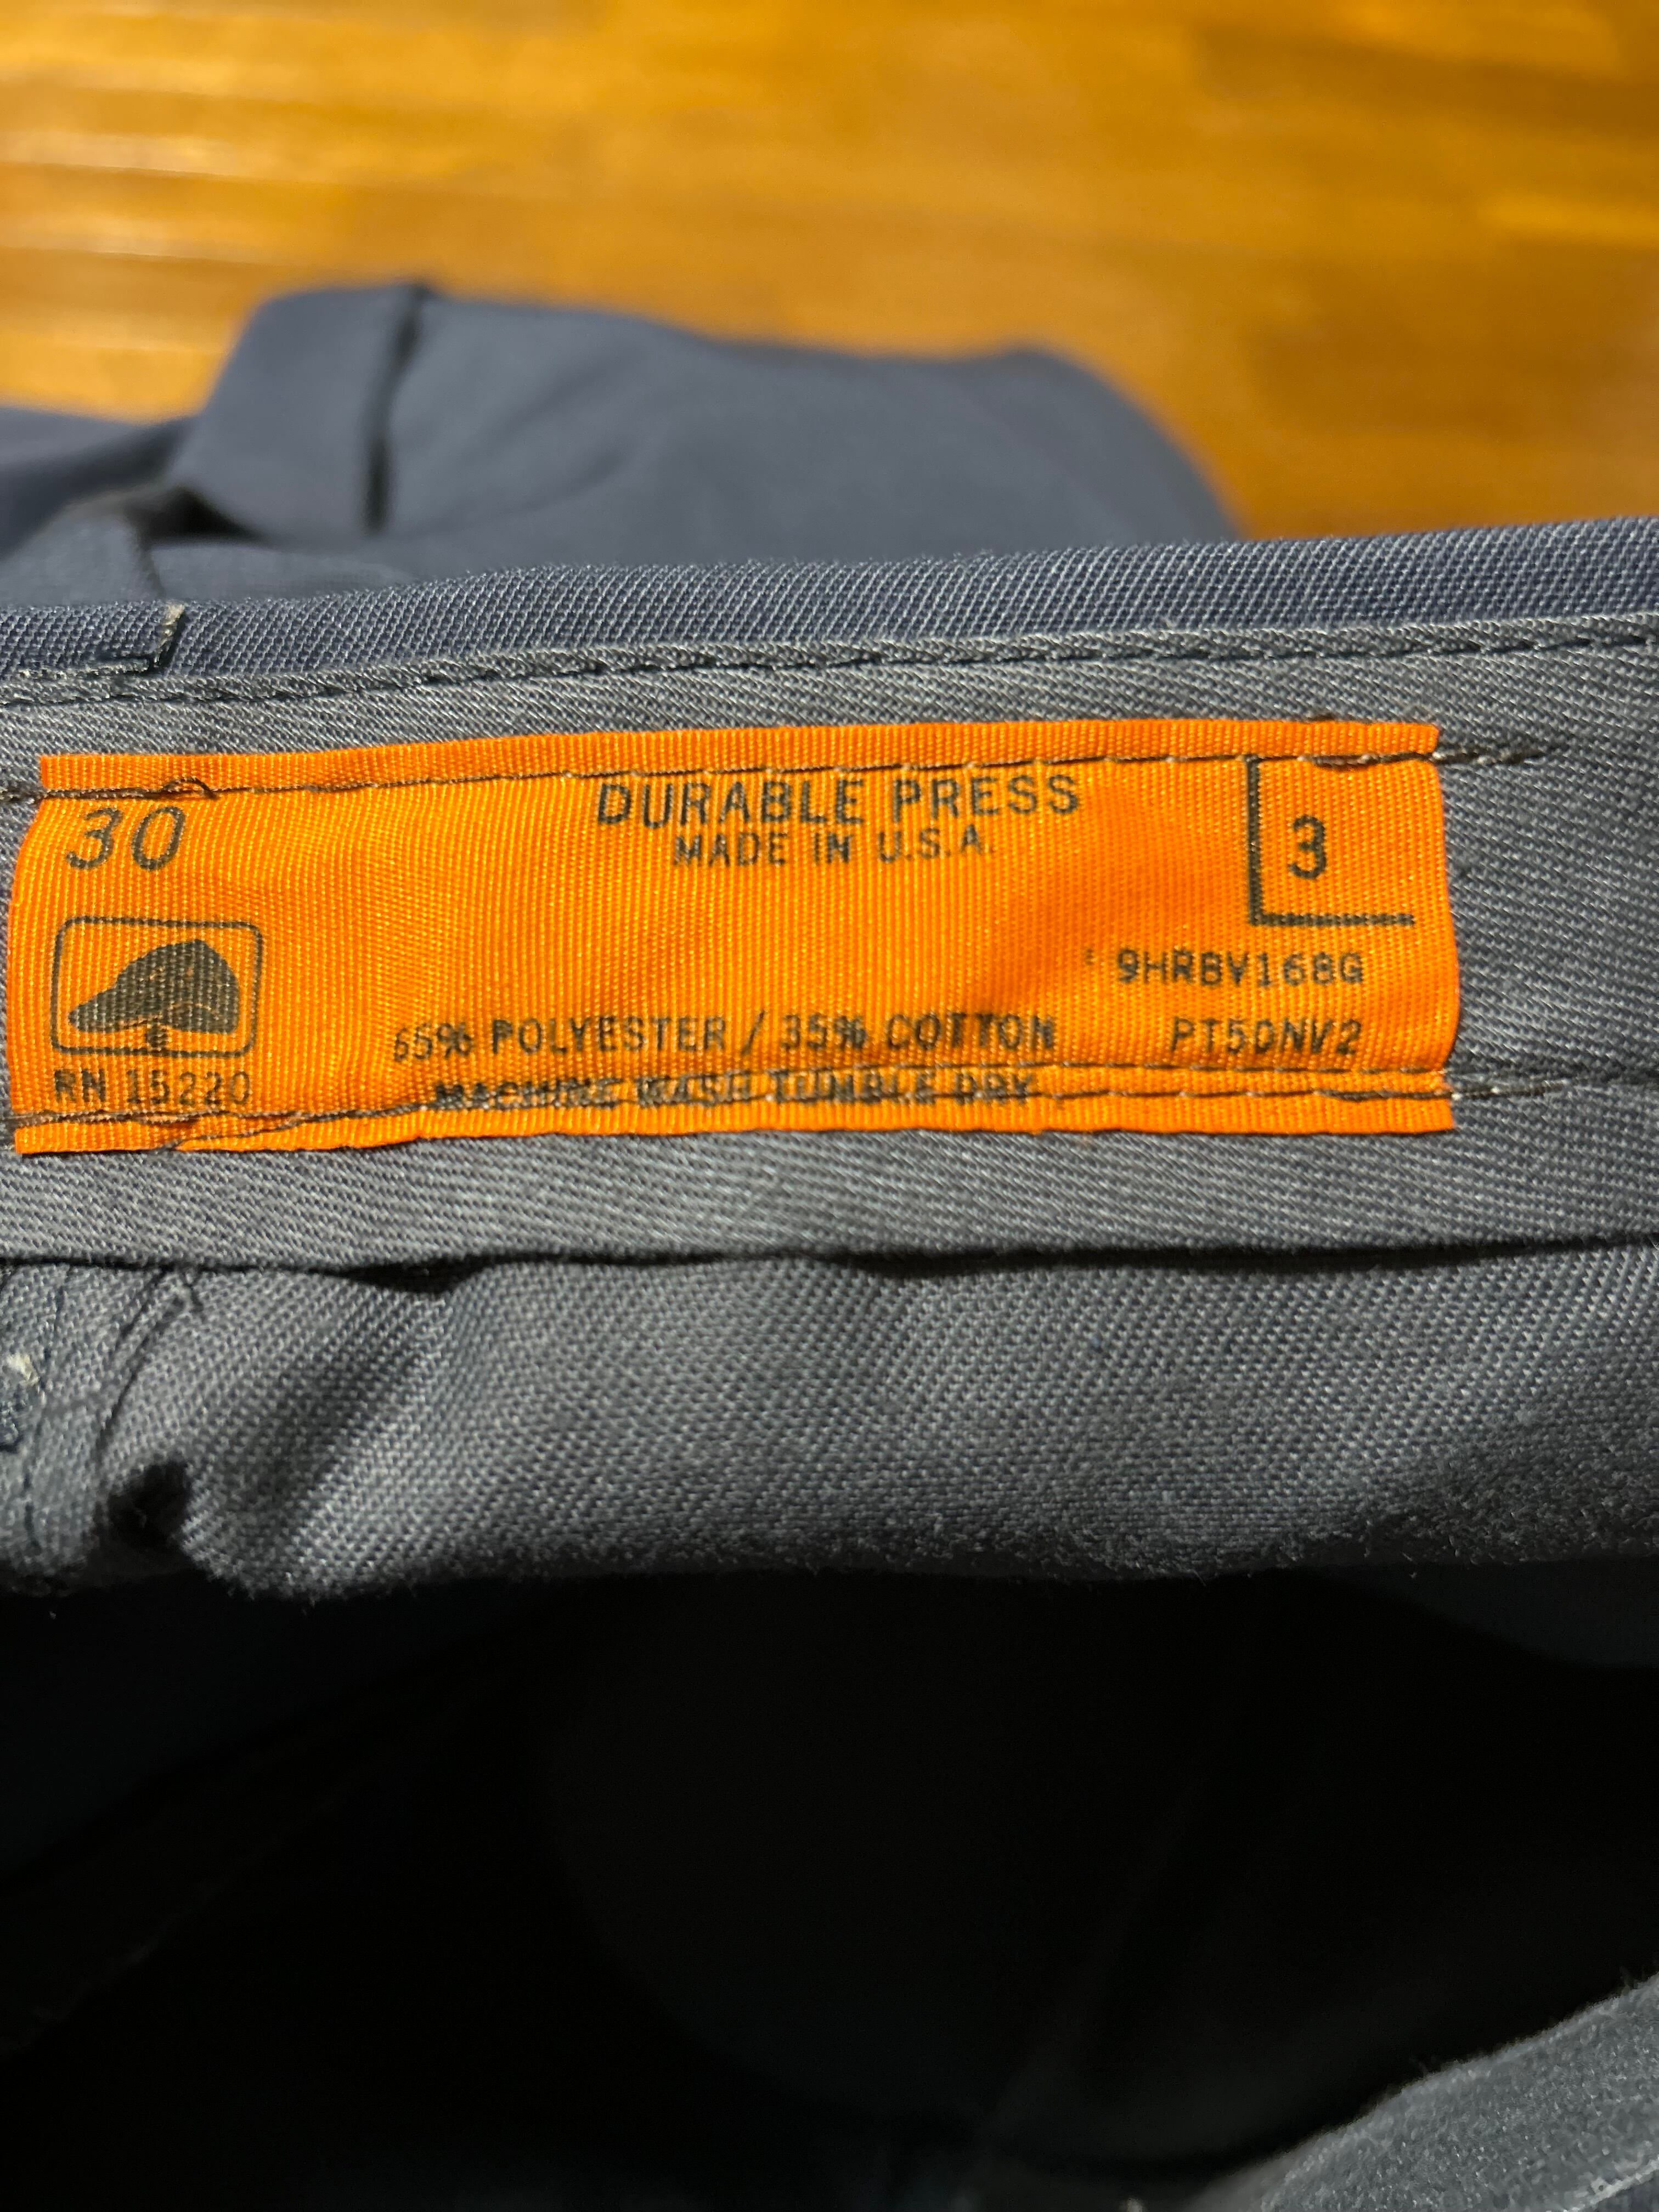 30
DURABLE PRESS
MADE IN U.S.A.
3
9HRBV168G
65% POLYESTER / 35% COTTON
PT50NV2
RN 15220
MACHINE WASH TUMBLE DRY